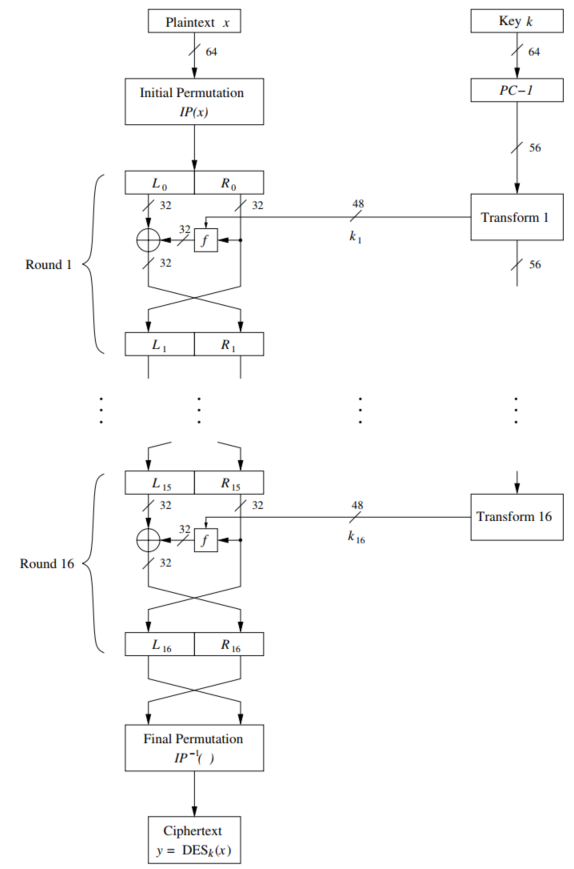 Plaintext x
Key k
64
64
Initial Permutation
IP(x)
PC-1
56
L0 R0
32
32
48
Transform 1
32
f
k1
32
56
Round 1
L1 R1
L15 R15
32
32
48
Transform 16
32
f
k16
32
Round 16
L16 R16
Final Permutation
IP⁻¹( )
Ciphertext
y = DESk(x)